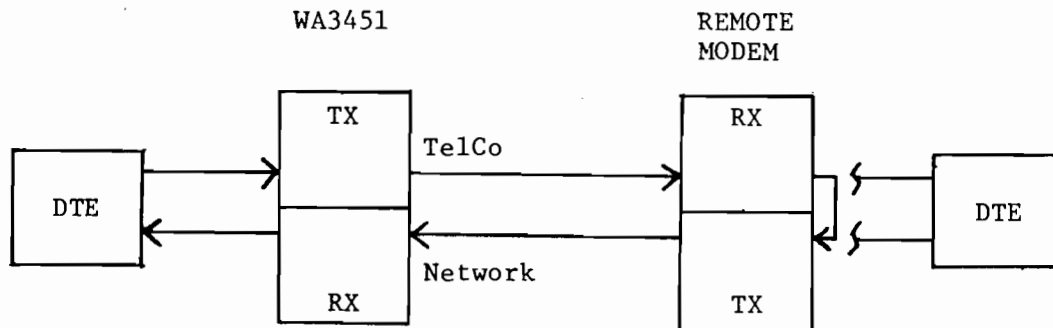 WA3451
REMOTE
MODEM
TX
RX
TelCo
DTE
DTE
Network
RX
TX